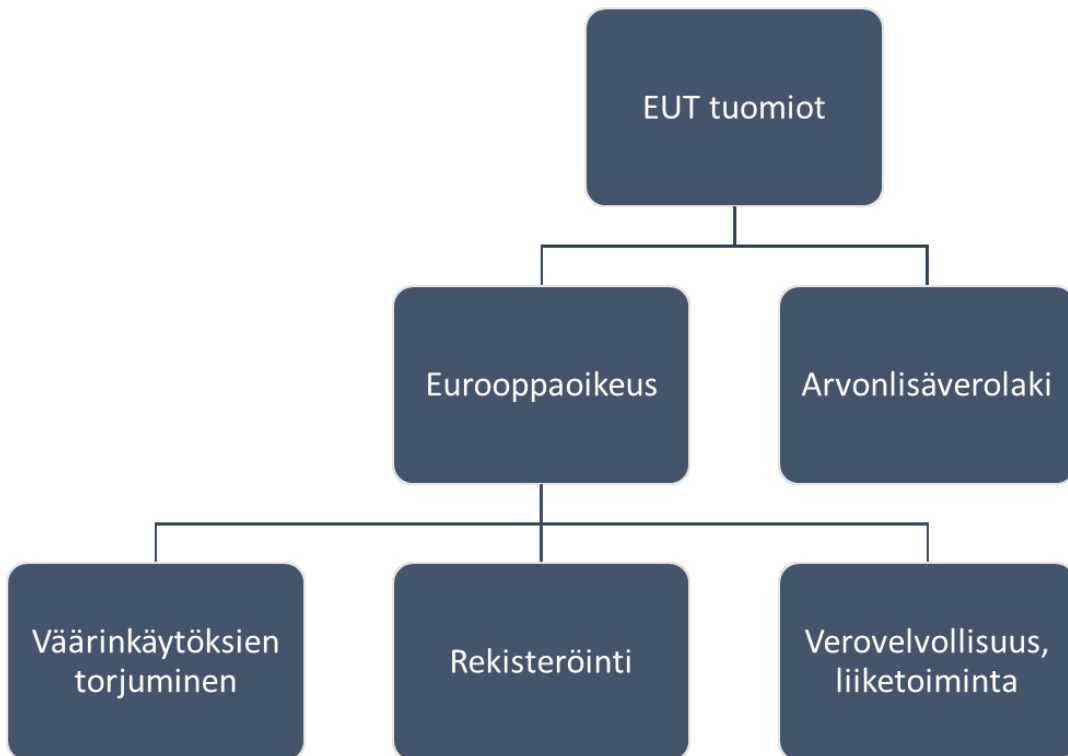 EUT tuomiot
Eurooppaoikeus
Arvonlisäverolaki
Väärinkäytöksien
torjuminen
Rekisteröinti
Verovelvollisuus,
liiketoiminta